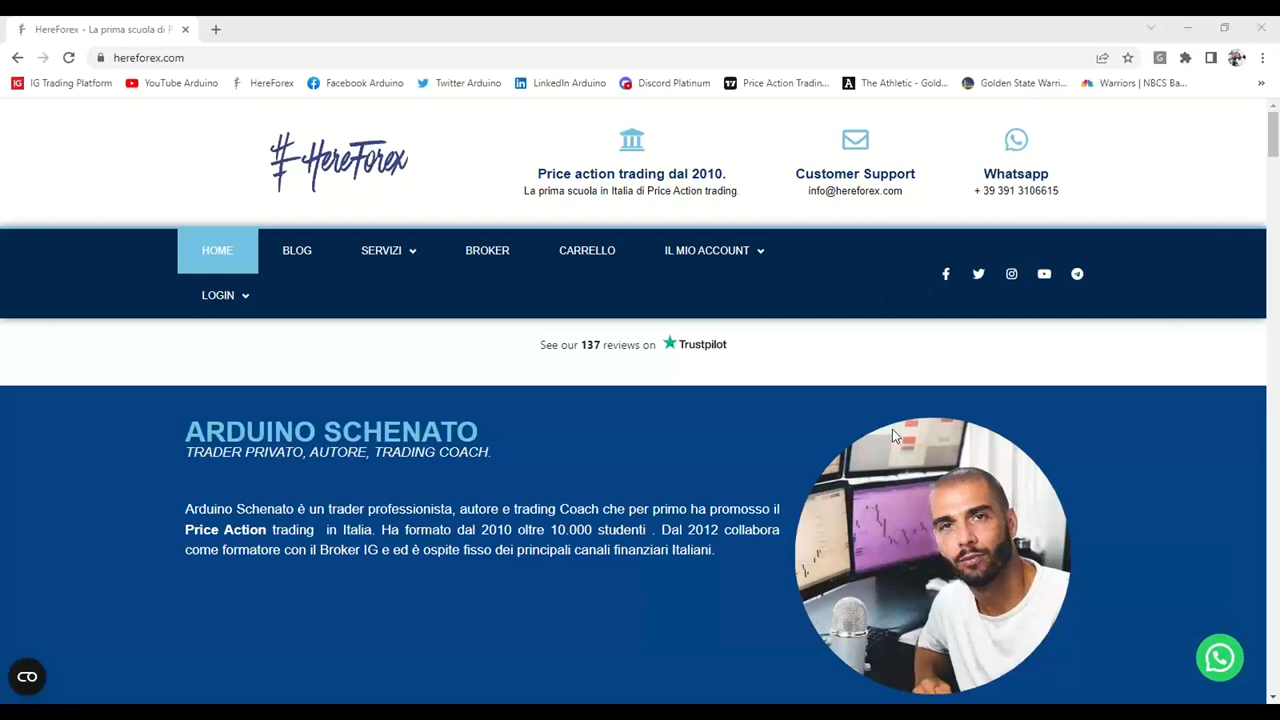 HereForex - La prima scuola di P
hereforex.com
IG Trading Platform YouTube Arduino HereForex Facebook Arduino Twitter Arduino LinkedIn Arduino Discord Platinum Price Action Tradin... The Athletic - Gold... Golden State Warri... Warriors | NBCS Ba...
#HereForex
Price action trading dal 2010.
La prima scuola in Italia di Price Action trading.
Customer Support
info@hereforex.com
Whatsapp
+ 39 391 3106615
HOME BLOG SERVIZI BROKER CARRELLO IL MIO ACCOUNT
LOGIN
See our 137 reviews on Trustpilot
ARDUINO SCHENATO
TRADER PRIVATO, AUTORE, TRADING COACH.
Arduino Schenato è un trader professionista, autore e trading Coach che per primo ha promosso il
Price Action trading in Italia. Ha formato dal 2010 oltre 10.000 studenti . Dal 2012 collabora
come formatore con il Broker IG e ed è ospite fisso dei principali canali finanziari Italiani.